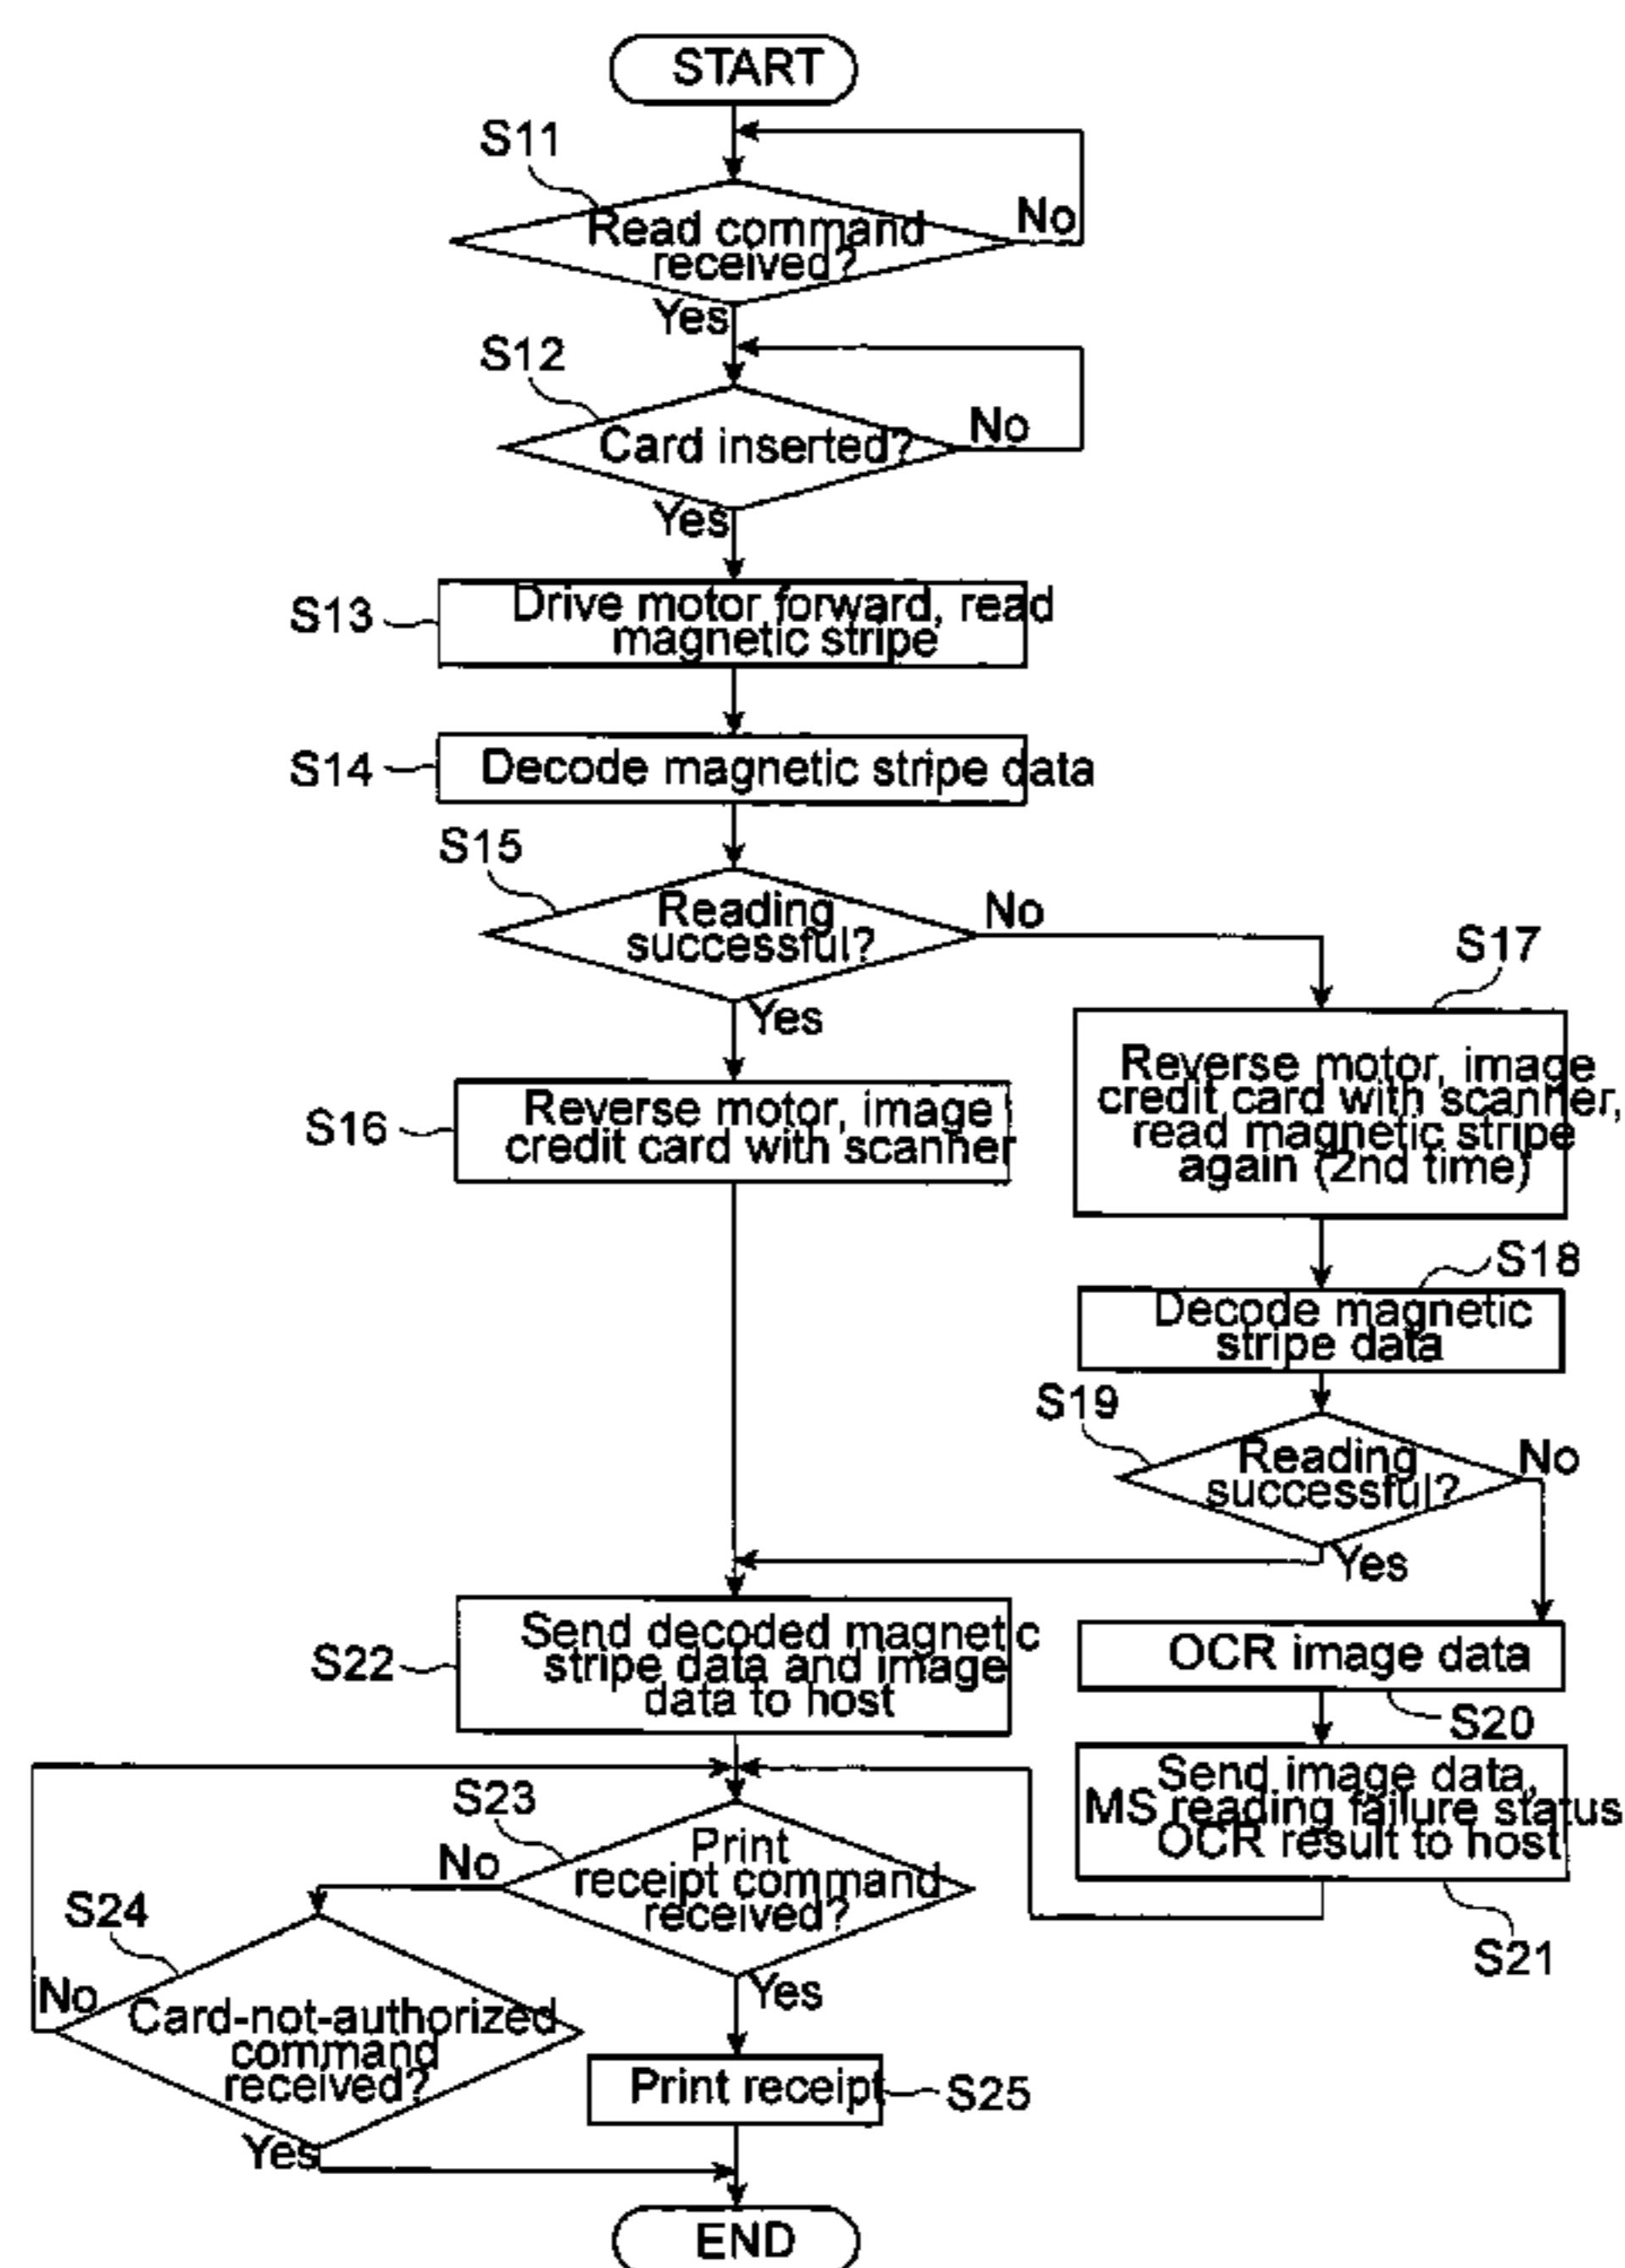 START
S11
Read command
received?
No
Yes
S12
Card inserted?
No
Yes
S13
Drive motor forward, read
magnetic stripe
S14
Decode magnetic stripe data
S15
Reading
successful?
No
Yes
S16
Reverse motor, image
credit card with scanner
S17
Reverse motor, image
credit card with scanner,
read magnetic stripe
again (2nd time)
S18
Decode magnetic
stripe data
S19
Reading
successful?
No
Yes
S22
Send decoded magnetic
stripe data and image
data to host
OCR image data
S20
Send image data,
MS reading failure status
OCR result to host
S21
S23
Print
receipt command
received?
No
Yes
S24
Card-not-authorized
command
received?
No
Yes
Print receipt
S25
END